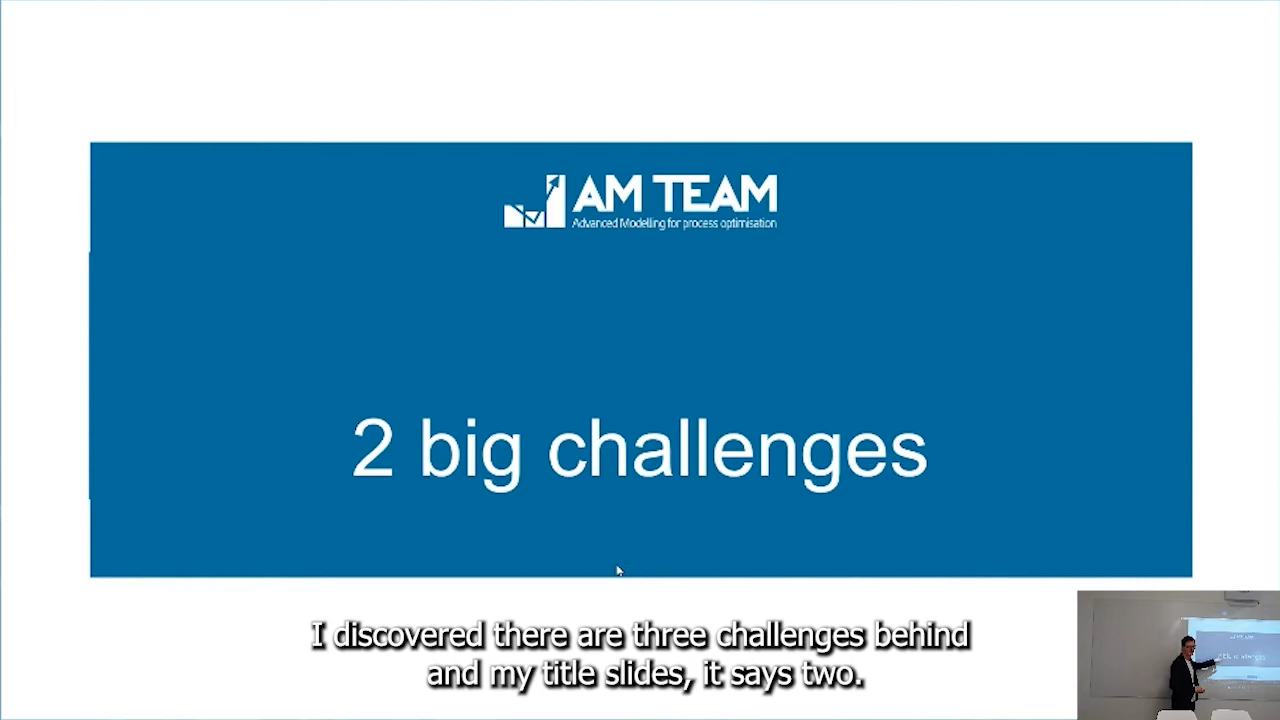 AM TEAM
Advanced Modelling for process optimisation
2 big challenges
I discovered there are three challenges behind
and my title slides, it says two.